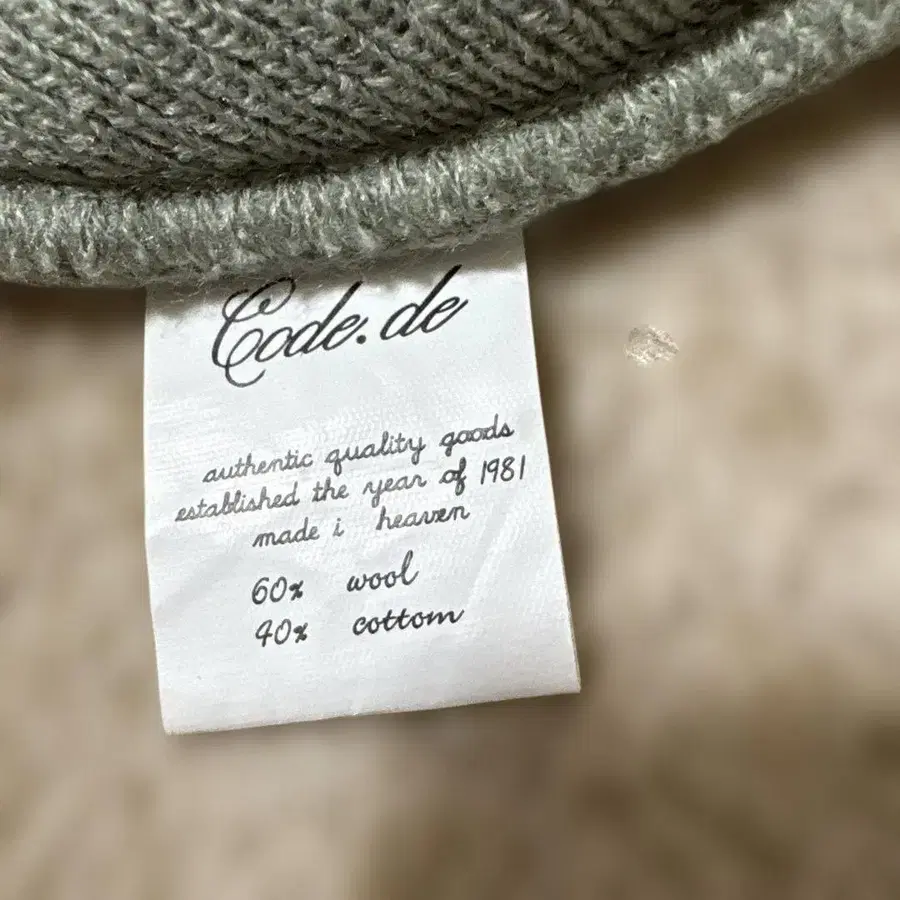 Code.de
authentic quality goods
established the year of 1981
made i heaven
60% wool
40% cottom